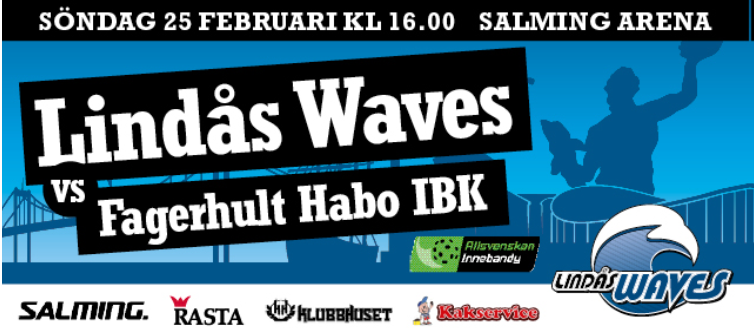 SÖNDAG 25 FEBRUARI KL 16.00 SALMING ARENA
Lindås Waves
vs
Fagerhult Habo IBK
Allsvenskan
Innebandy
LINDÅS WAVES
SALMING. RASTA KLUBBHUSET Kakservice